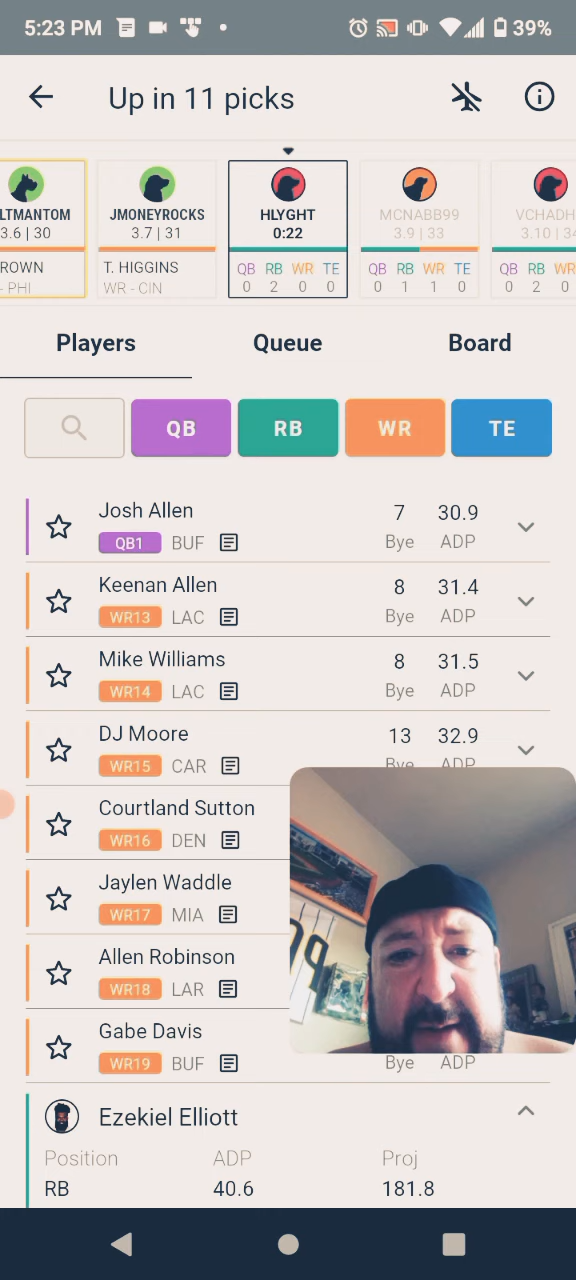 5:23 PM 39%
Up in 11 picks
LTMANTOM JMONEYROCKS HLYGHT MCNABB99 VCHADH
3.6 | 30 3.7 | 31 0:22 3.9 | 33 3.10 | 34
ROWN T. HIGGINS QB RB WR TE QB RB WR TE QB RB WR
- PHI WR - CIN 0 2 0 0 0 1 1 0 0 2 0
Players Queue Board
QB RB WR TE
Josh Allen 7 30.9
QB1 BUF Bye ADP
Keenan Allen 8 31.4
WR13 LAC Bye ADP
Mike Williams 8 31.5
WR14 LAC Bye ADP
DJ Moore 13 32.9
WR15 CAR Bye ADP
Courtland Sutton
WR16 DEN
Jaylen Waddle
WR17 MIA
Allen Robinson
WR18 LAR
Gabe Davis
WR19 BUF Bye ADP
Ezekiel Elliott
Position ADP Proj
RB 40.6 181.8